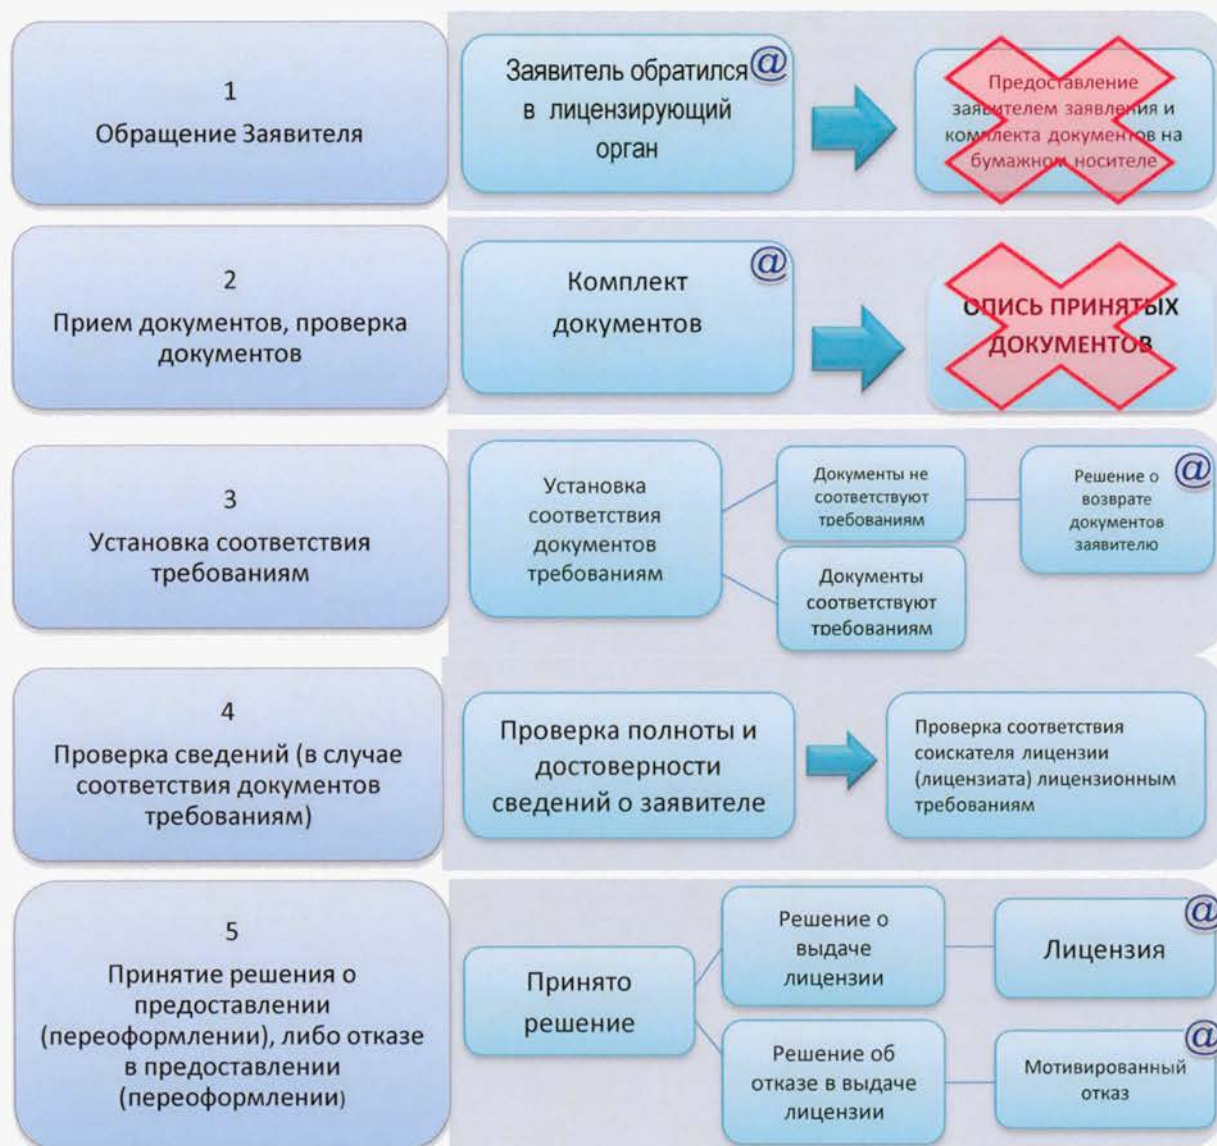 1
Обращение Заявителя
Заявитель обратился
в лицензирующий
орган
@
Предоставление
заявителем заявления и
комплекта документов на
бумажном носителе
2
Прием документов, проверка
документов
Комплект
документов
@
ОПИСЬ ПРИНЯТЫХ
ДОКУМЕНТОВ
3
Установка соответствия
требованиям
Установка
соответствия
документов
требованиям
Документы не
соответствуют
требованиям
Решение о
возврате
документов
заявителю
@
Документы
соответствуют
требованиям
4
Проверка сведений (в случае
соответствия документов
требованиям)
Проверка полноты и
достоверности
сведений о заявителе
Проверка соответствия
соискателя лицензии
(лицензиата) лицензионным
требованиям
5
Принятие решения о
предоставлении
(переоформлении), либо отказе
в предоставлении
(переоформлении)
Принято
решение
Решение о
выдаче
лицензии
Лицензия
@
Решение об
отказе в выдаче
лицензии
Мотивированный
отказ
@